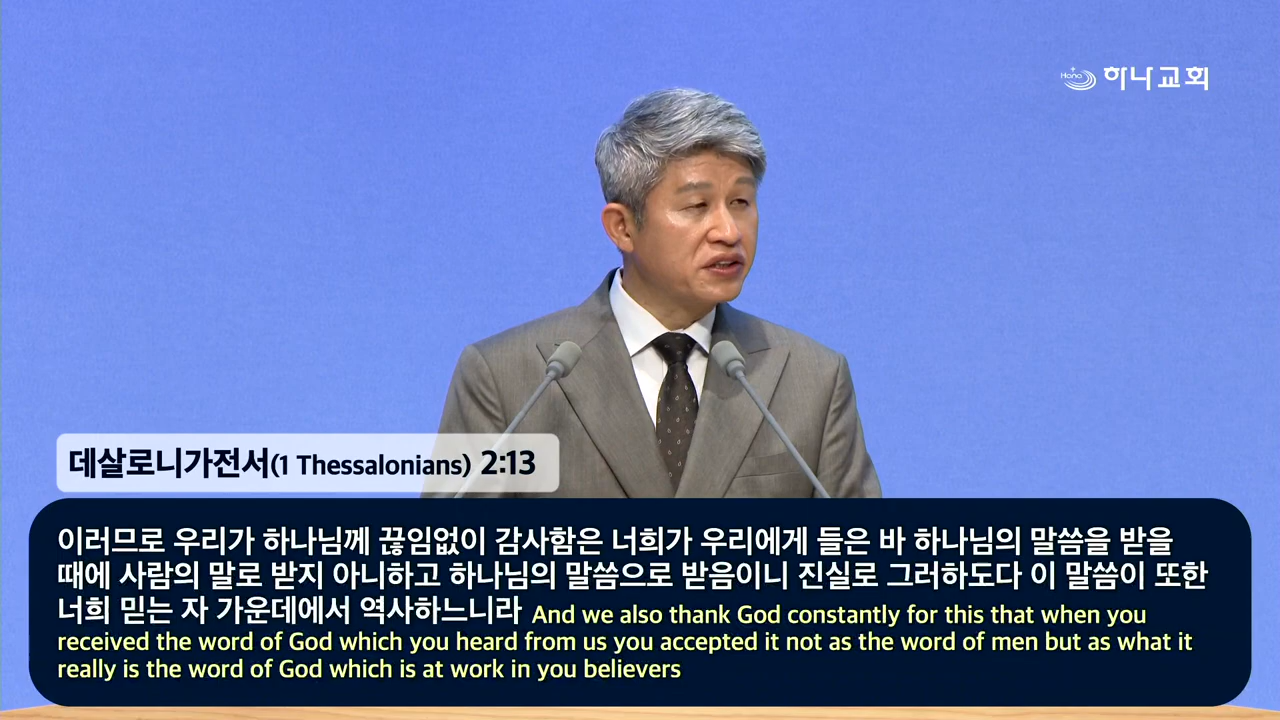 Hana 하나교회
데살로니가전서(1 Thessalonians) 2:13
이러므로 우리가 하나님께 끊임없이 감사함은 너희가 우리에게 들은 바 하나님의 말씀을 받을
때에 사람의 말로 받지 아니하고 하나님의 말씀으로 받음이니 진실로 그러하도다 이 말씀이 또한
너희 믿는 자 가운데에서 역사하느니라 And we also thank God constantly for this that when you
received the word of God which you heard from us you accepted it not as the word of men but as what it
really is the word of God which is at work in you believers